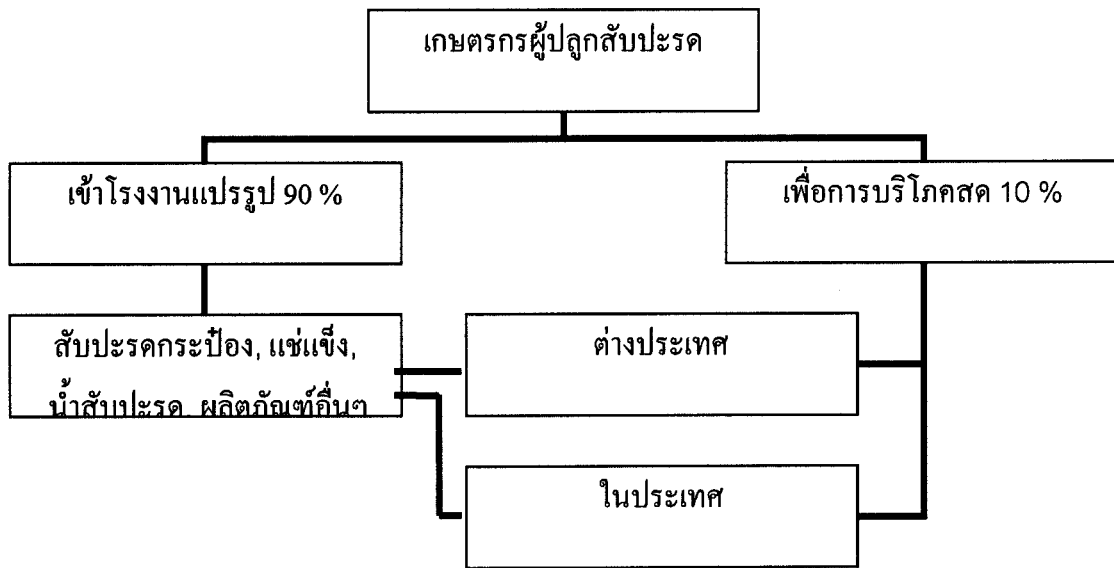 เกษตรกรผู้ปลูกสับปะรด
เข้าโรงงานแปรรูป 90 %
เพื่อการบริโภคสด 10 %
สับปะรดกระป๋อง, แช่แข็ง,
น้ำสับปะรด, ผลิตภัณฑ์อื่นๆ
ต่างประเทศ
ในประเทศ